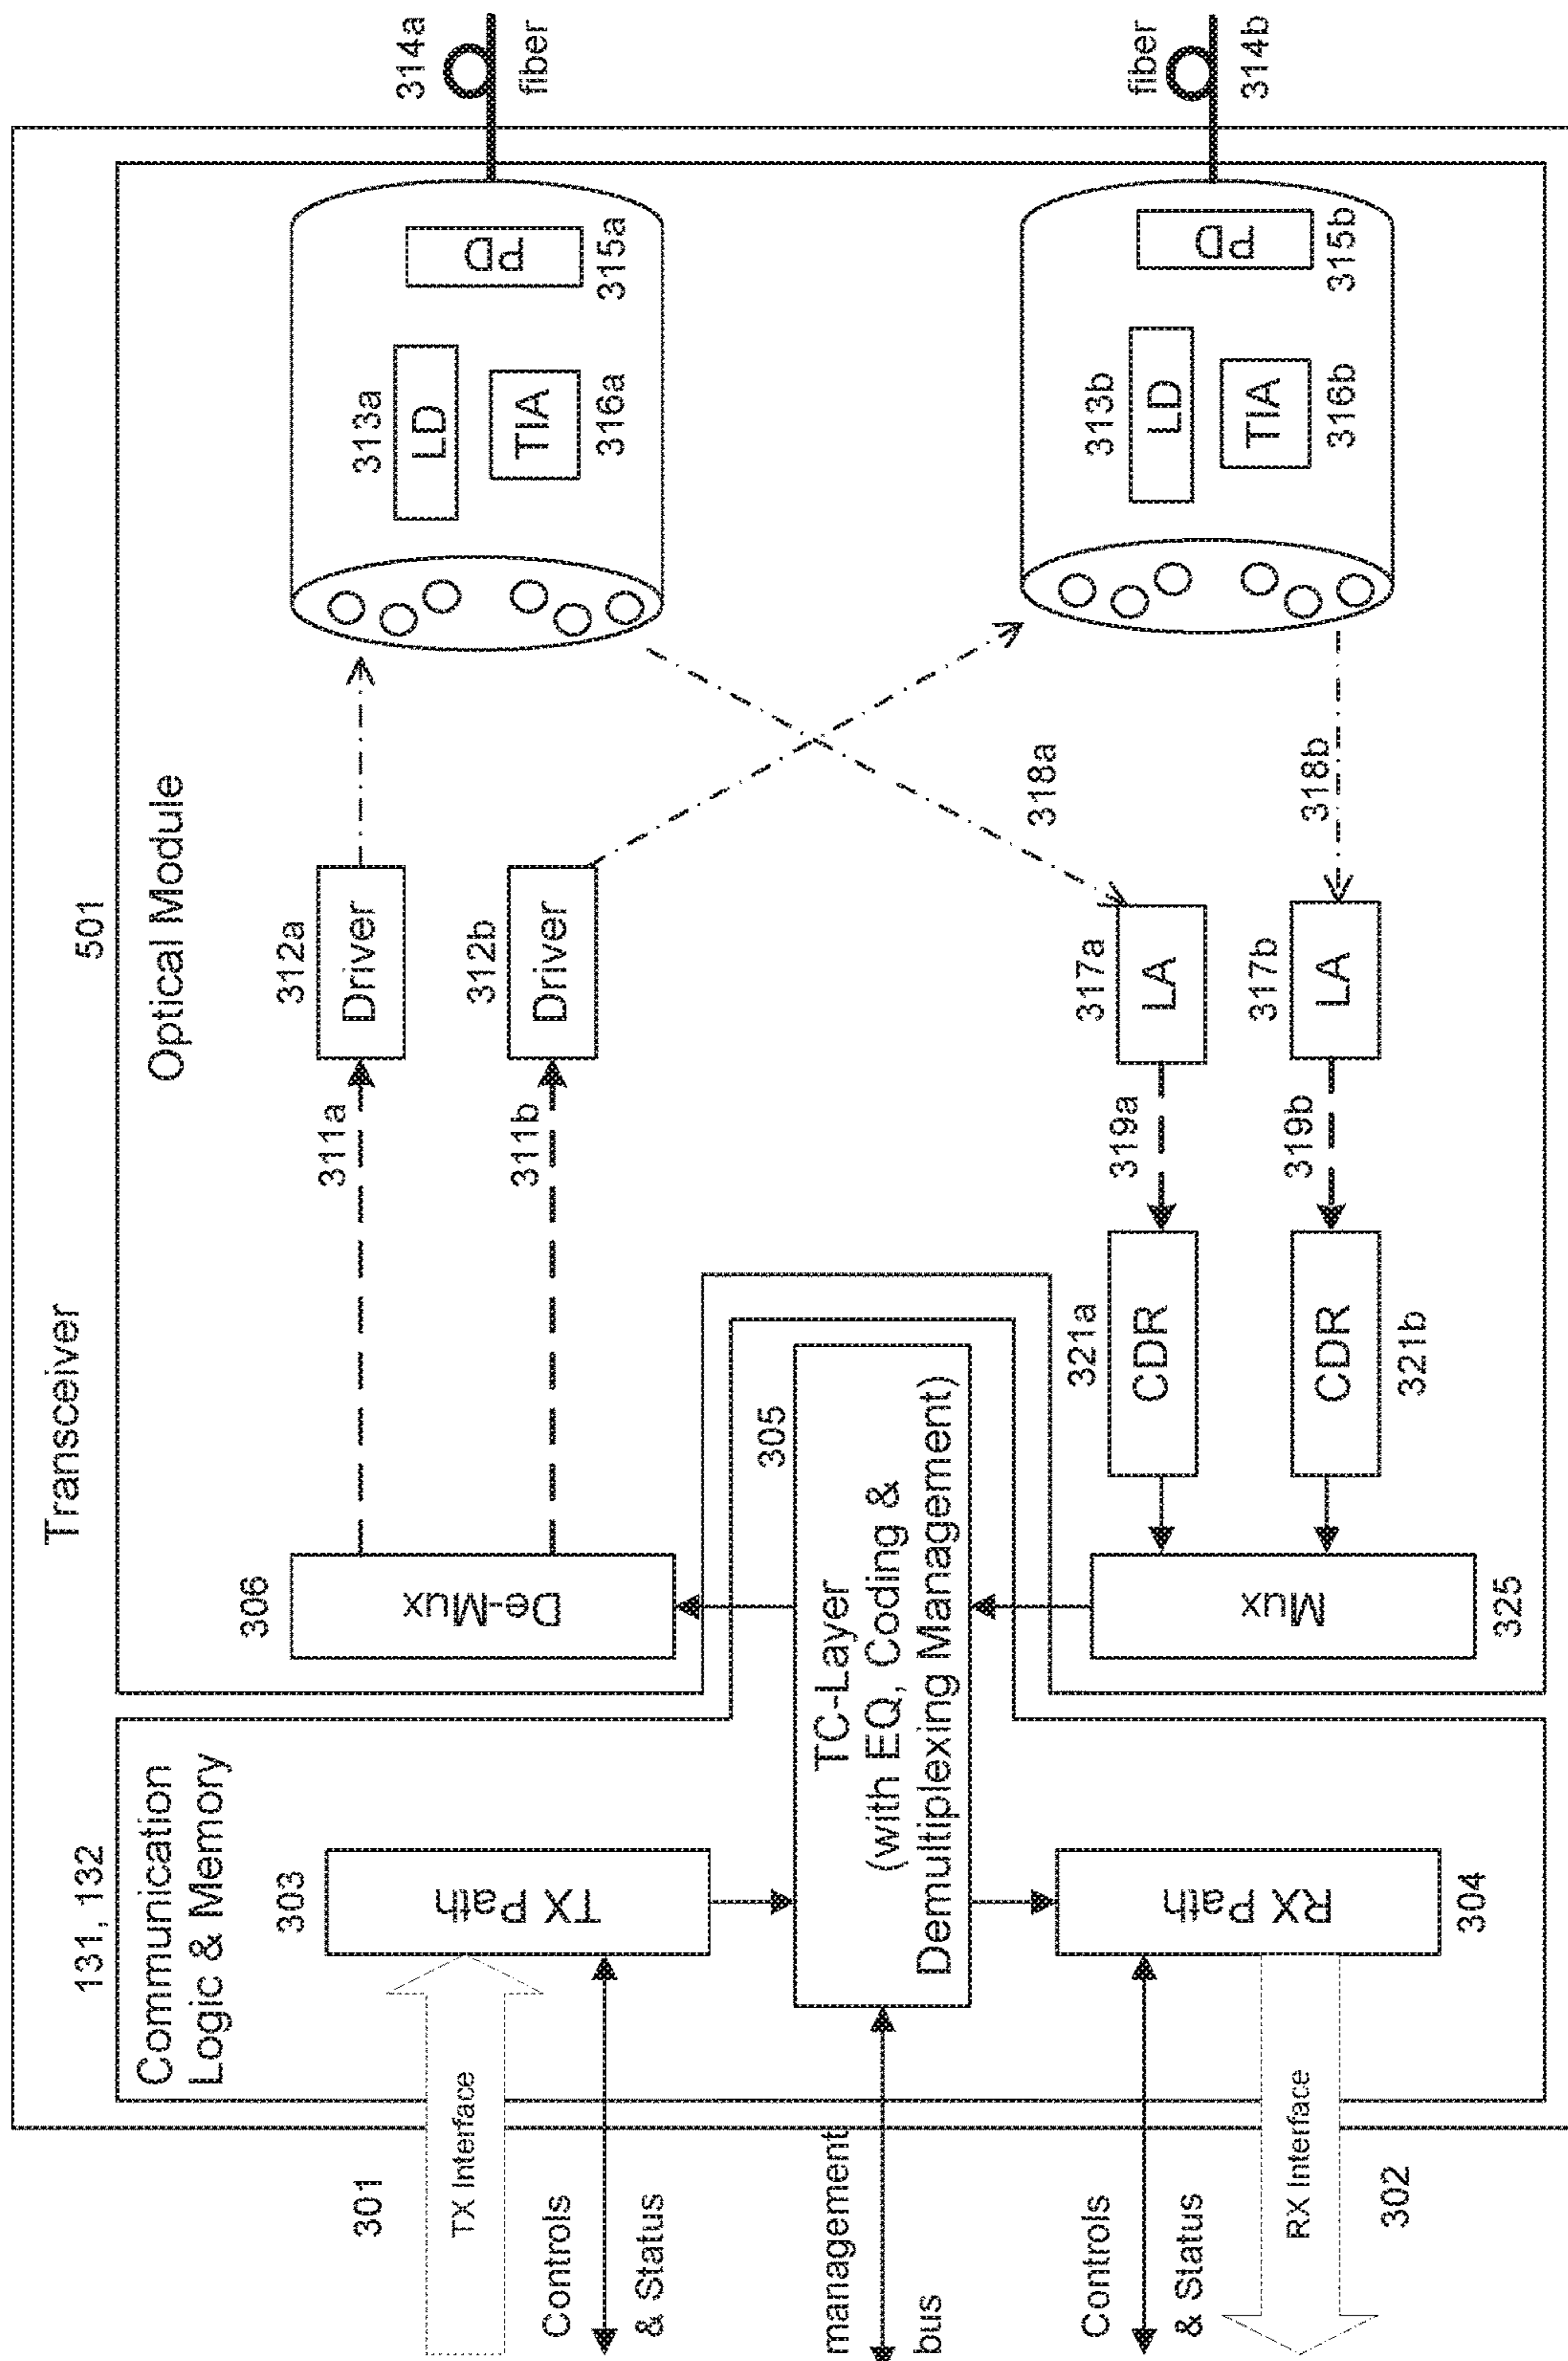 Transceiver
131, 132
501
Communication
Logic & Memory
Optical Module
301
TX Interface
Controls
& Status
303
TX Path
306
De-Mux
311a
312a
Driver
311b
312b
Driver
313a
LD
TIA
316a
PD
315a
314a
fiber
management
bus
305
TC-Layer
(with EQ, Coding &
Demultiplexing Management)
318a
318b
Controls
& Status
RX Interface
302
RX Path
304
Mux
325
321a
CDR
CDR
321b
319a
319b
317a
LA
317b
LA
313b
LD
TIA
316b
PD
315b
fiber
314b